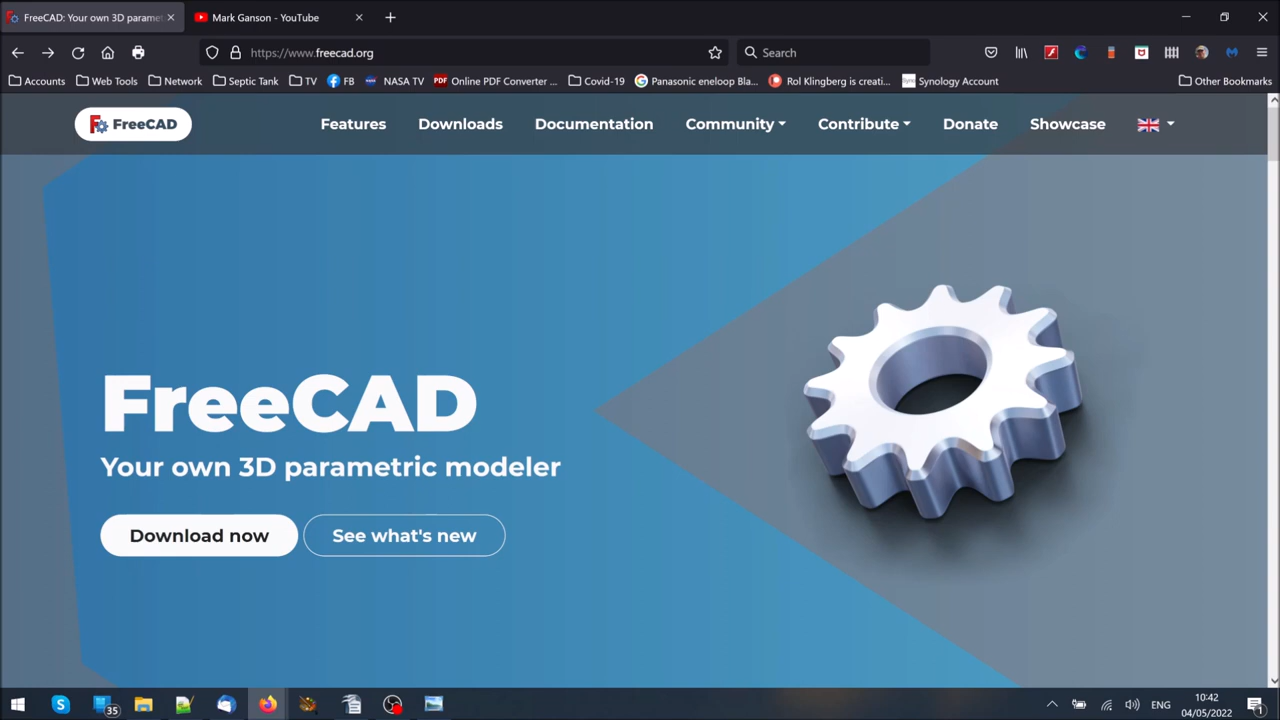 FreeCAD: Your own 3D paramet
Mark Ganson - YouTube
https://www.freecad.org
Search
Accounts
Web Tools
Network
Septic Tank
TV
FB
NASA TV
Online PDF Converter ...
Covid-19
Panasonic eneloop Bla...
Rol Klingberg is creati...
Synology Account
Other Bookmarks
FreeCAD
Features
Downloads
Documentation
Community
Contribute
Donate
Showcase
FreeCAD
Your own 3D parametric modeler
Download now
See what's new
35
ENG
10:42
04/05/2022
1